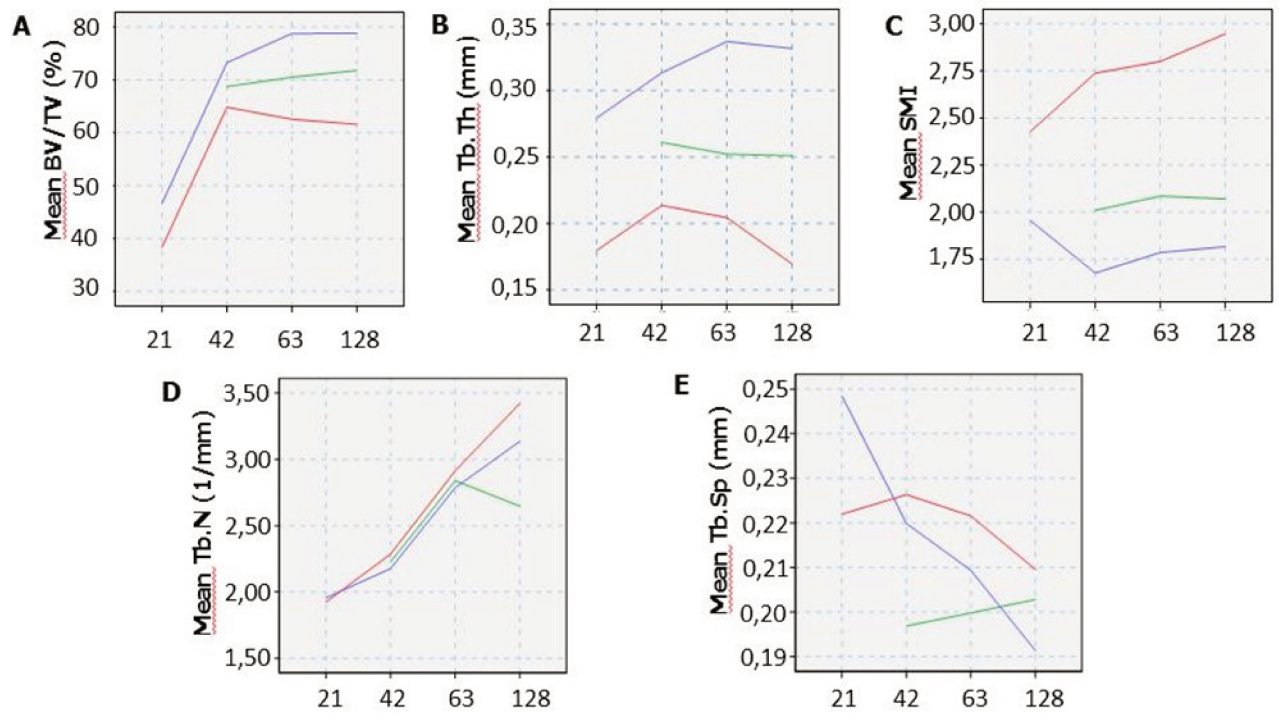 A
Mean BV/TV (%)
80
70
60
50
40
30
21 42 63 128
B
Mean Tb.Th (mm)
0,35
0,30
0,25
0,20
0,15
21 42 63 128
C
Mean SMI
3,00
2,75
2,50
2,25
2,00
1,75
21 42 63 128
D
Mean Tb.N (1/mm)
3,50
3,00
2,50
2,00
1,50
21 42 63 128
E
Mean Tb.Sp (mm)
0,25
0,24
0,23
0,22
0,21
0,20
0,19
21 42 63 128